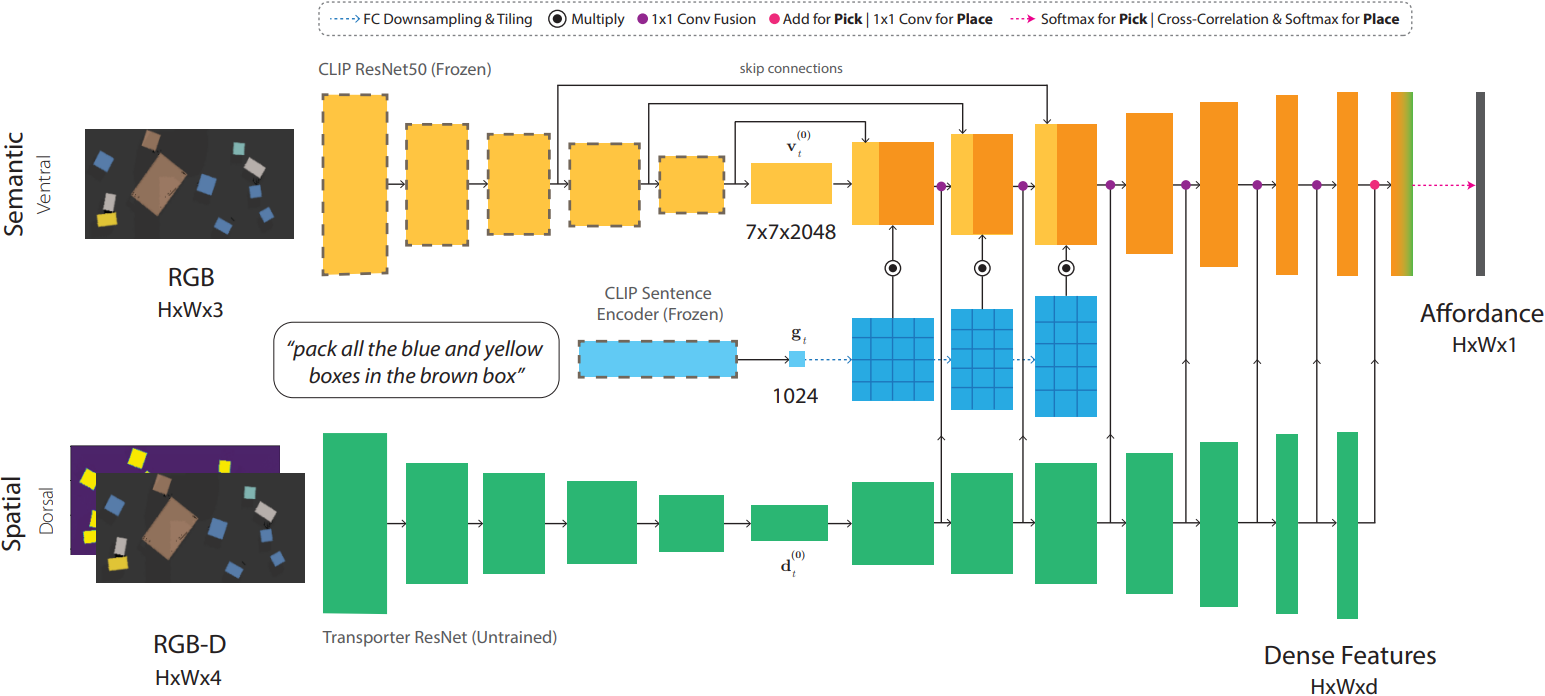 FC Downsampling & Tiling Multiply 1x1 Conv Fusion Add for Pick | 1x1 Conv for Place Softmax for Pick | Cross-Correlation & Softmax for Place
CLIP ResNet50 (Frozen)
skip connections
Semantic
Ventral
v_t^(0)
7x7x2048
RGB
HxWx3
CLIP Sentence
Encoder (Frozen)
"pack all the blue and yellow
boxes in the brown box"
g_t
1024
Affordance
HxWx1
Spatial
Dorsal
d_t^(0)
Transporter ResNet (Untrained)
RGB-D
HxWx4
Dense Features
HxWxd